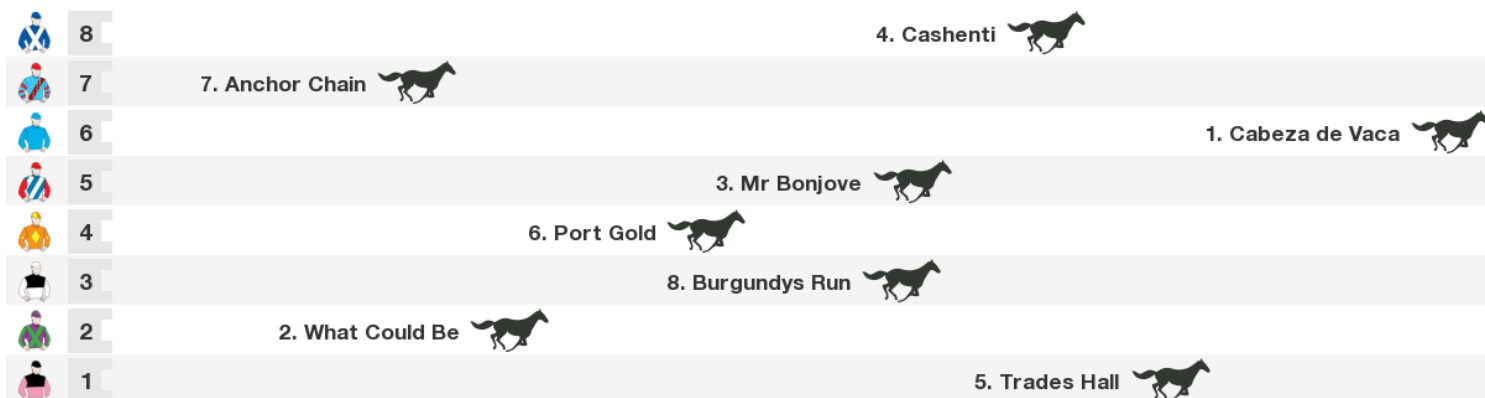 8 4. Cashenti
7 7. Anchor Chain
6 1. Cabeza de Vaca
5 3. Mr Bonjove
4 6. Port Gold
3 8. Burgundys Run
2 2. What Could Be
1 5. Trades Hall